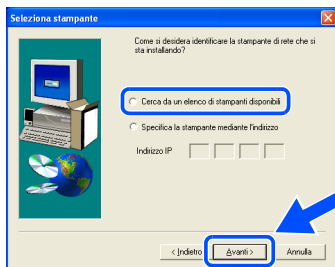 Seleziona stampante
Come si desidera identificare la stampante di rete che si
sta installando?
Cerca da un elenco di stampanti disponibili
Specifica la stampante mediante l'indirizzo
Indirizzo IP
< Indietro
Avanti >
Annulla